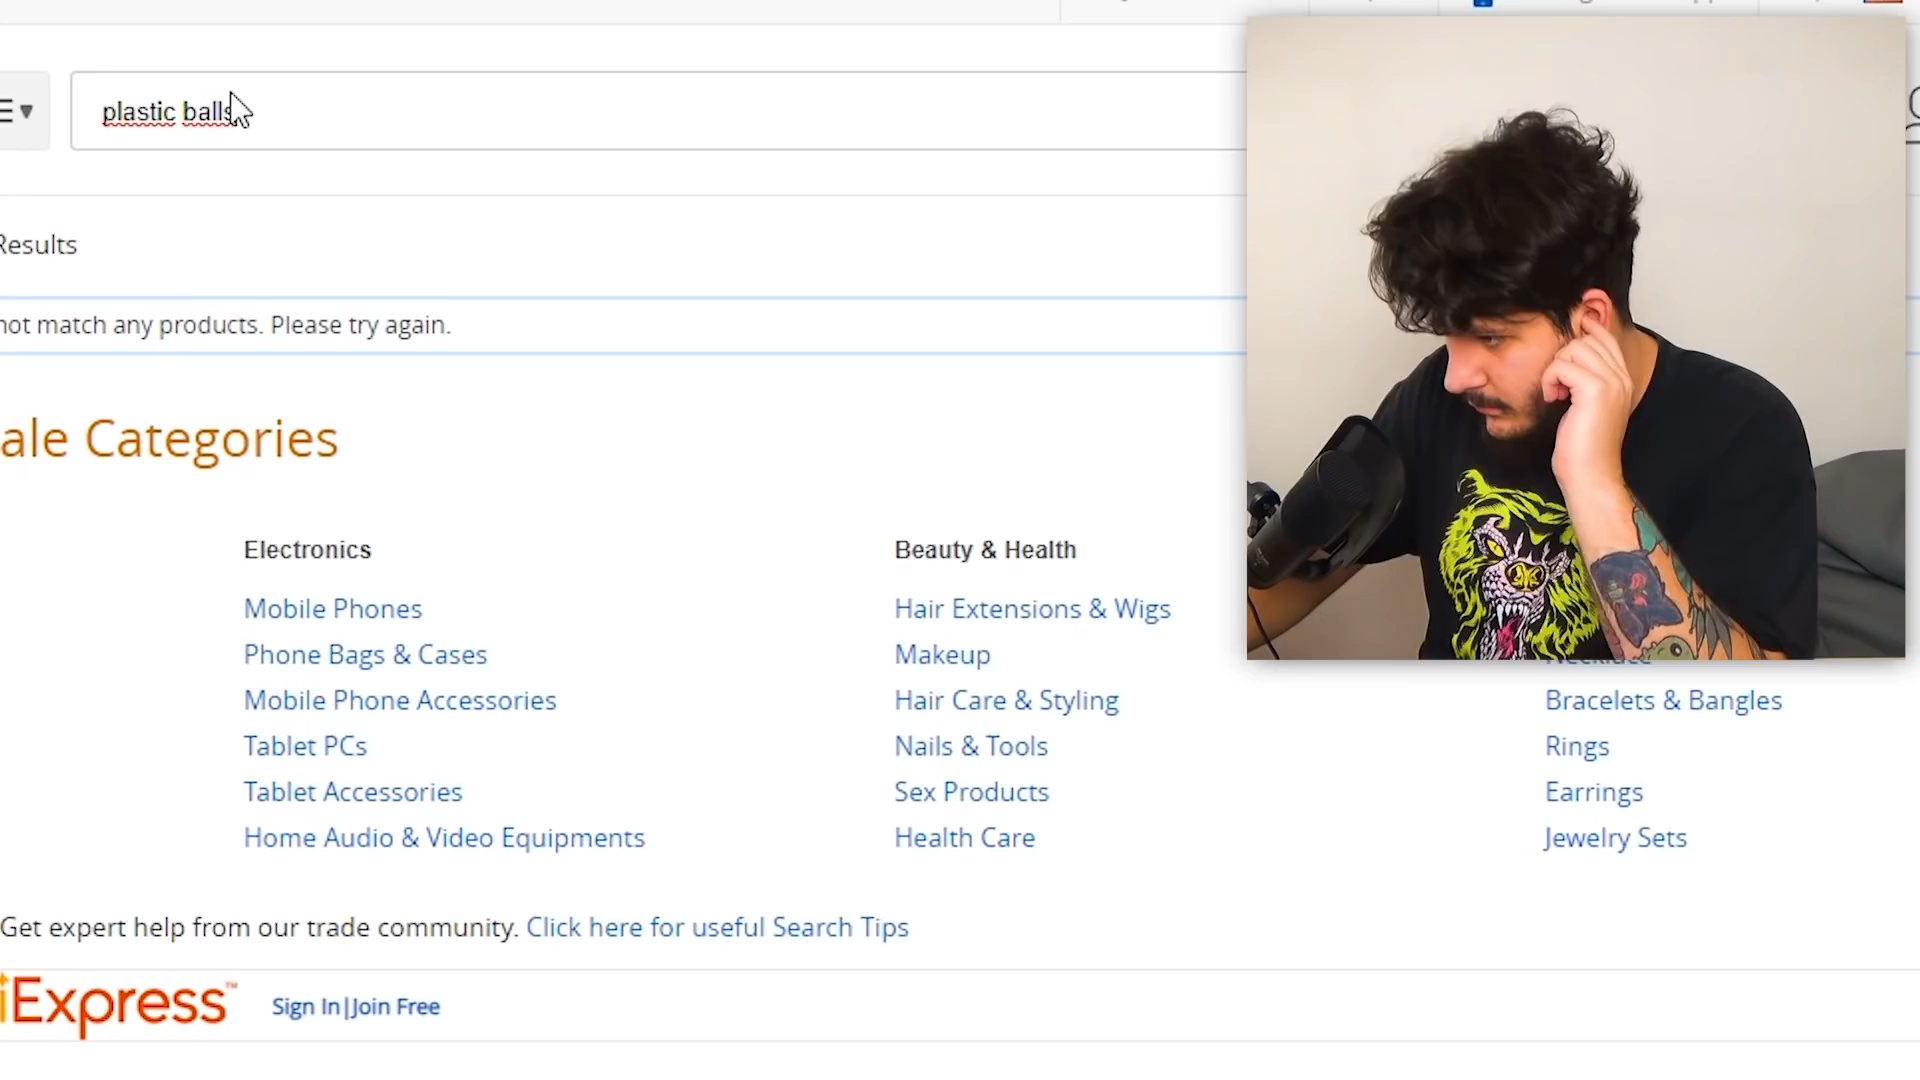 plastic balls
Results
not match any products. Please try again.
ale Categories
Electronics
Mobile Phones
Phone Bags & Cases
Mobile Phone Accessories
Tablet PCs
Tablet Accessories
Home Audio & Video Equipments
Beauty & Health
Hair Extensions & Wigs
Makeup
Hair Care & Styling
Nails & Tools
Sex Products
Health Care
Bracelets & Bangles
Rings
Earrings
Jewelry Sets
Get expert help from our trade community. Click here for useful Search Tips
iExpress™
Sign In|Join Free